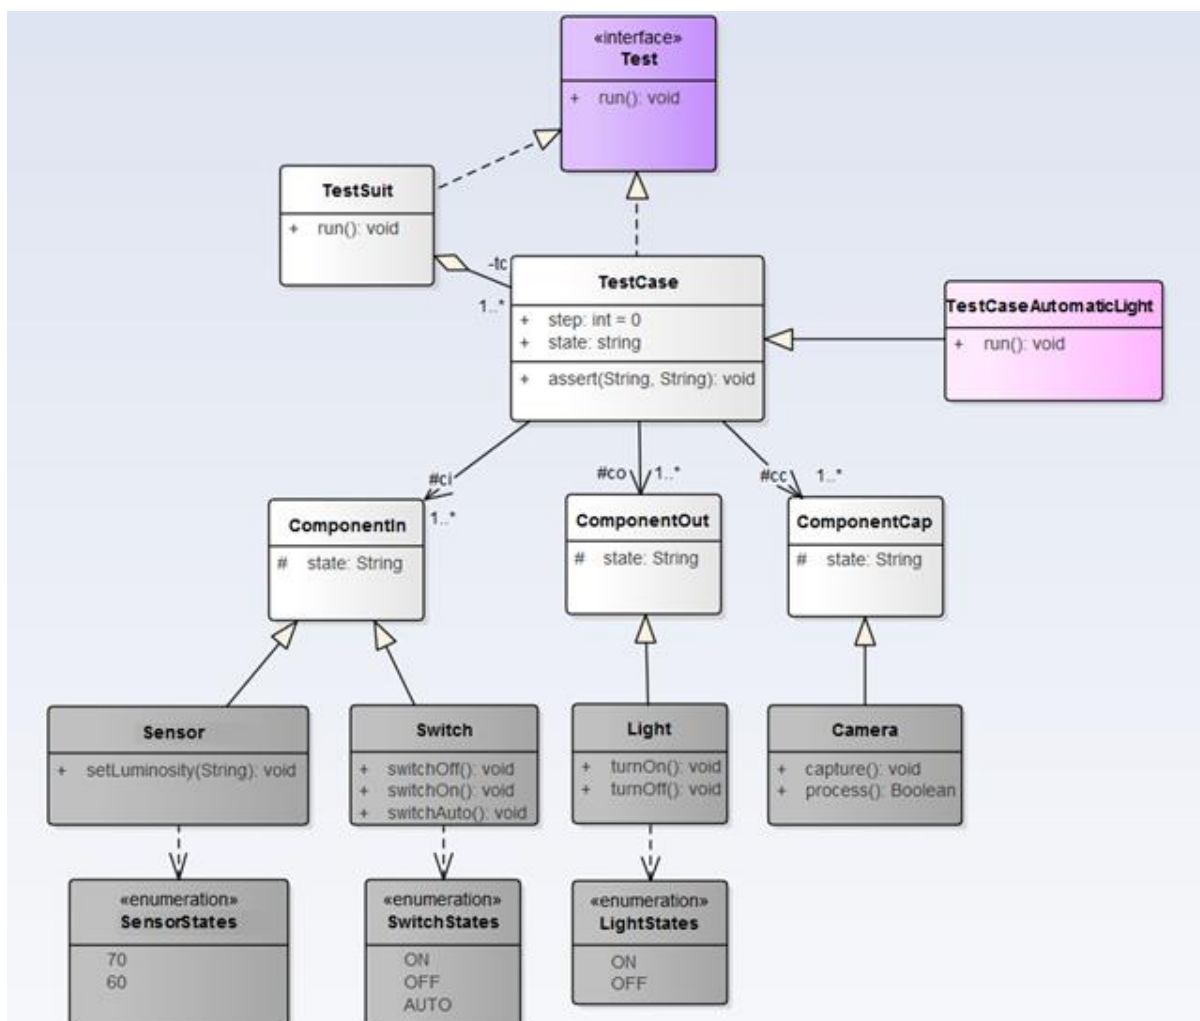 «interface»
Test
+ run(): void
TestSuit
+ run(): void
-tc
1..*
TestCase
+ step: int = 0
+ state: string
+ assert(String, String): void
TestCaseAutomaticLight
+ run(): void
#ci
1..*
#co
1..*
#cc
1..*
ComponentIn
# state: String
ComponentOut
# state: String
ComponentCap
# state: String
Sensor
+ setLuminosity(String): void
Switch
+ switchOff(): void
+ switchOn(): void
+ switchAuto(): void
Light
+ turnOn(): void
+ turnOff(): void
Camera
+ capture(): void
+ process(): Boolean
«enumeration»
SensorStates
70
60
«enumeration»
SwitchStates
ON
OFF
AUTO
«enumeration»
LightStates
ON
OFF